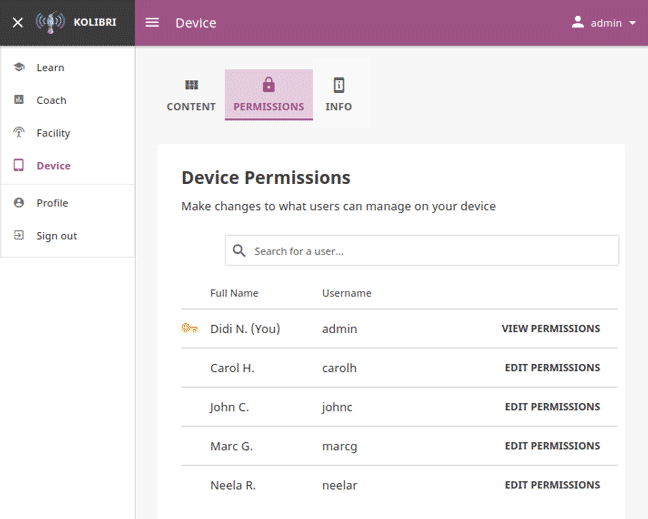 KOLIBRI
Device
admin
Learn
Coach
Facility
Device
Profile
Sign out
CONTENT
PERMISSIONS
INFO
Device Permissions
Make changes to what users can manage on your device
Search for a user...
Full Name Username
Didi N. (You) admin VIEW PERMISSIONS
Carol H. carolh EDIT PERMISSIONS
John C. johnc EDIT PERMISSIONS
Marc G. marcg EDIT PERMISSIONS
Neela R. neelar EDIT PERMISSIONS